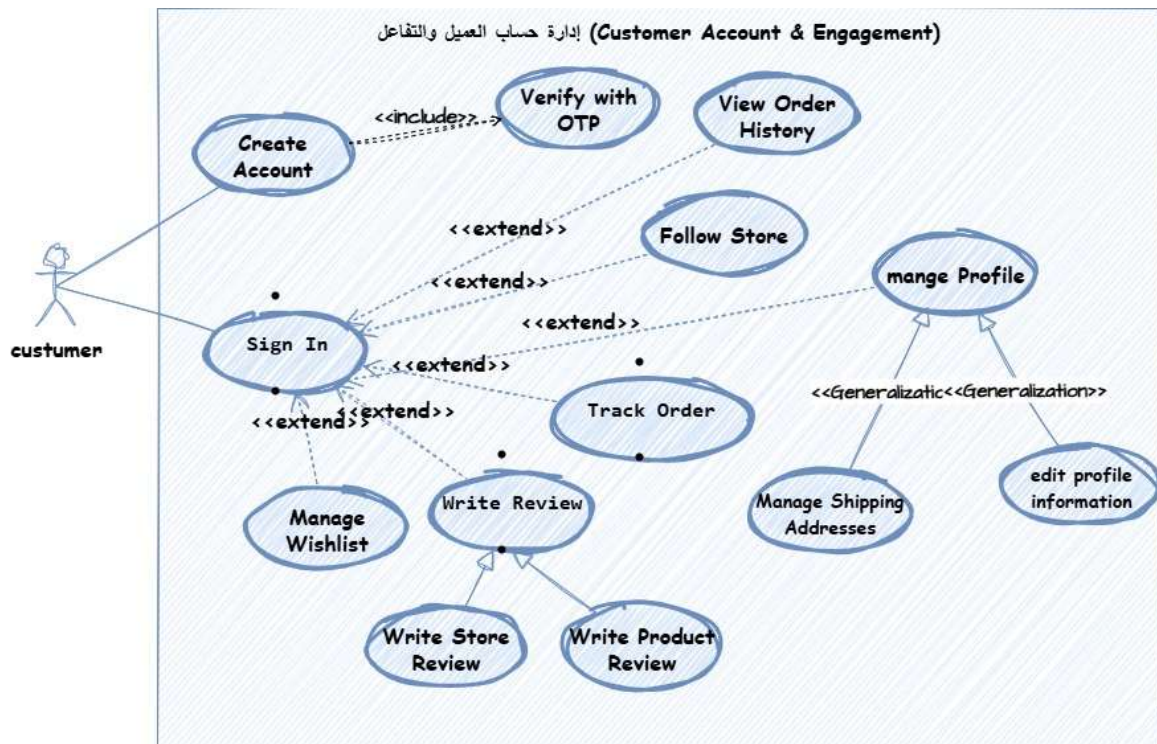 إدارة حساب العميل والتفاعل (Customer Account & Engagement)
Verify with
OTP
View Order
History
<<include>>
Create
Account
<<extend>>
Follow Store
<<extend>>
mange Profile
<<extend>>
Sign In
custumer
<<extend>>
<<Generalizatic
<<Generalization>>
Track Order
<<extend>>
<<extend>>
edit profile
information
Write Review
Manage Shipping
Addresses
Manage
Wishlist
Write Store
Review
Write Product
Review